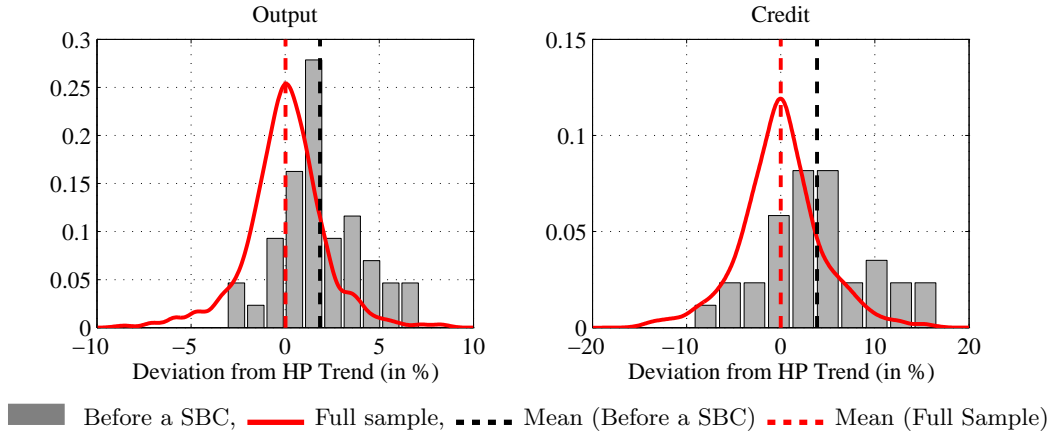 Output
0.3
0.25
0.2
0.15
0.1
0.05
0
−10 −5 0 5 10
Deviation from HP Trend (in %)
Credit
0.15
0.1
0.05
0
−20 −10 0 10 20
Deviation from HP Trend (in %)
Before a SBC, Full sample, Mean (Before a SBC) Mean (Full Sample)